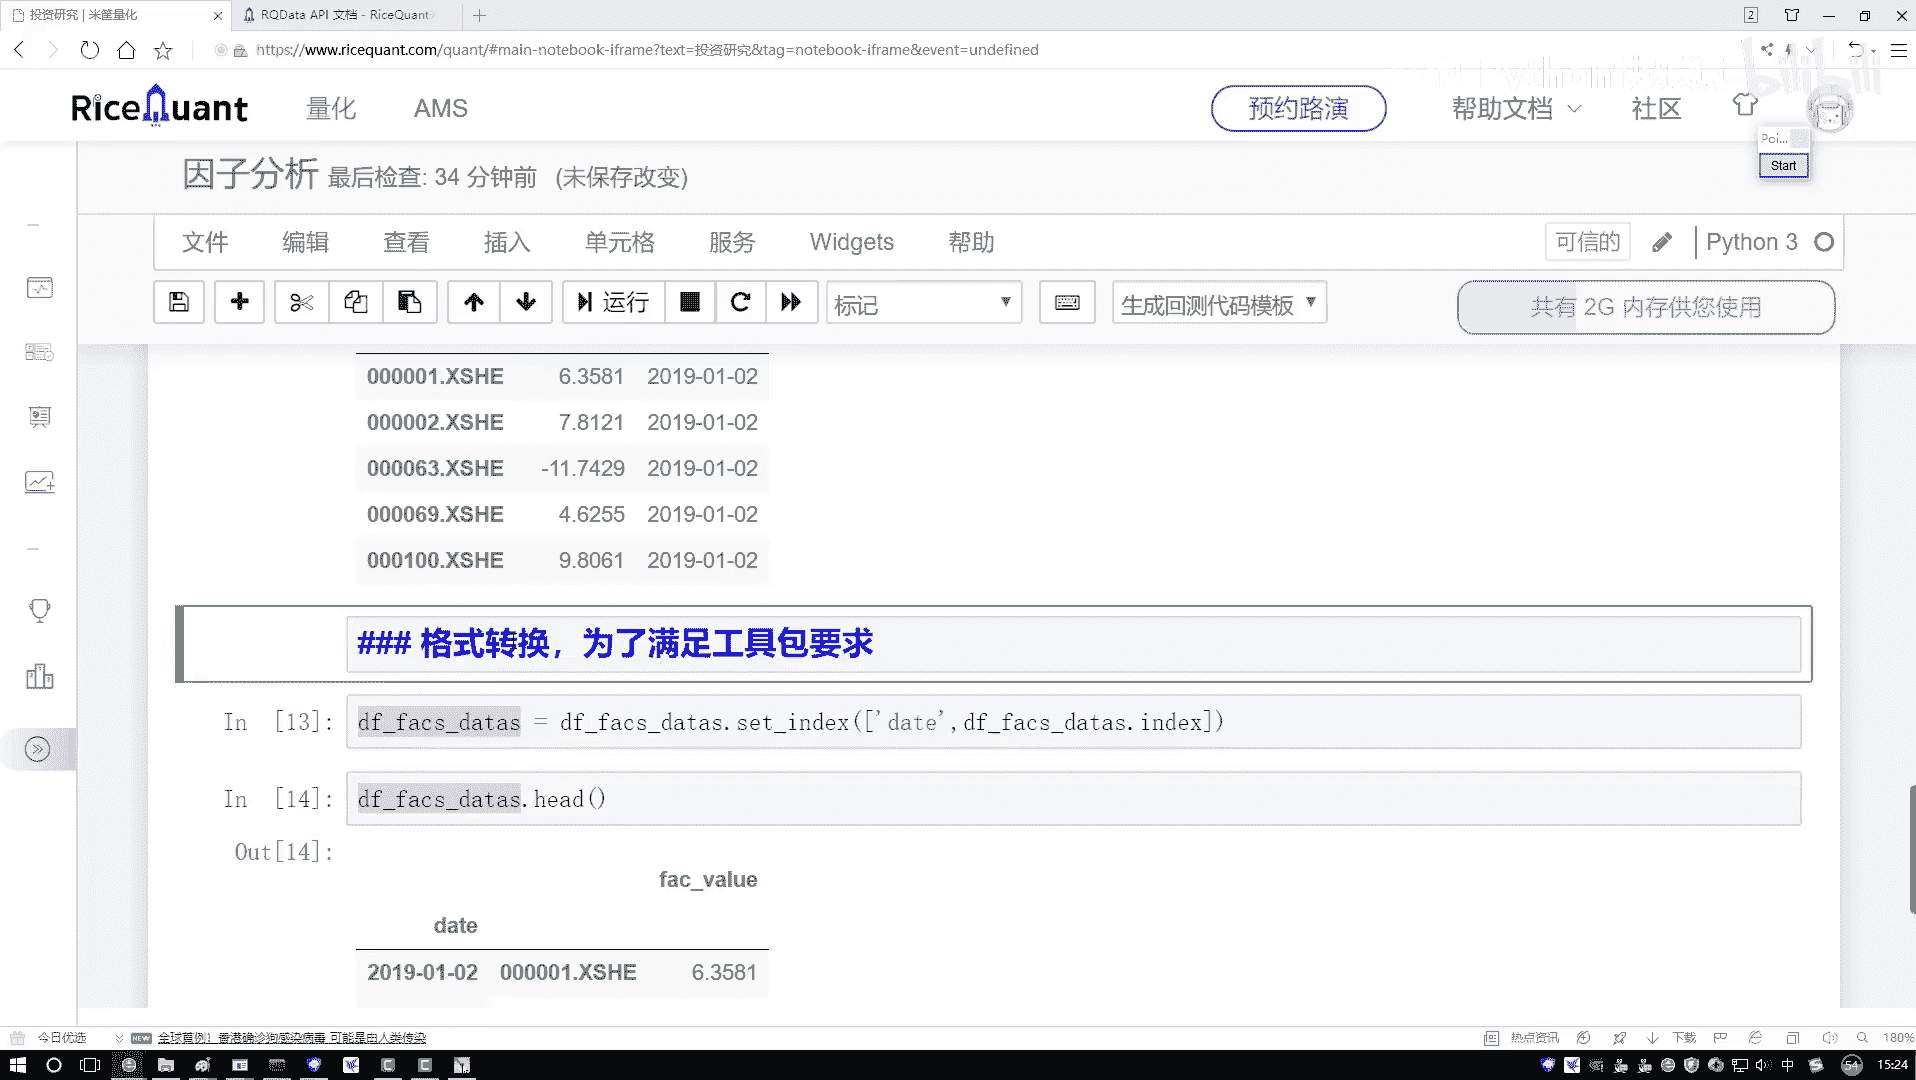 投资研究 | 米筐量化
RQData API 文档 - RiceQuant
2
https://www.ricequant.com/quant/#main-notebook-iframe?text=投资研究&tag=notebook-iframe&event=undefined
bilibili
RiceQuant
量化
AMS
预约路演
帮助文档
社区
Poi...
Start
因子分析 最后检查: 34 分钟前 (未保存改变)
文件 编辑 查看 插入 单元格 服务 Widgets 帮助
可信的
Python 3
运行
标记
生成回测代码模板
共有 2G 内存供您使用
000001.XSHE 6.3581 2019-01-02
000002.XSHE 7.8121 2019-01-02
000063.XSHE -11.7429 2019-01-02
000069.XSHE 4.6255 2019-01-02
000100.XSHE 9.8061 2019-01-02
### 格式转换，为了满足工具包要求
In [13]: df_facs_datas = df_facs_datas.set_index(['date',df_facs_datas.index])
In [14]: df_facs_datas.head()
Out[14]:
fac_value
date
2019-01-02 000001.XSHE 6.3581
今日优选
NEW
全球首例！香港确诊狗感染病毒 可能是由人类传染
热点资讯
下载
180%
中
54
15:24